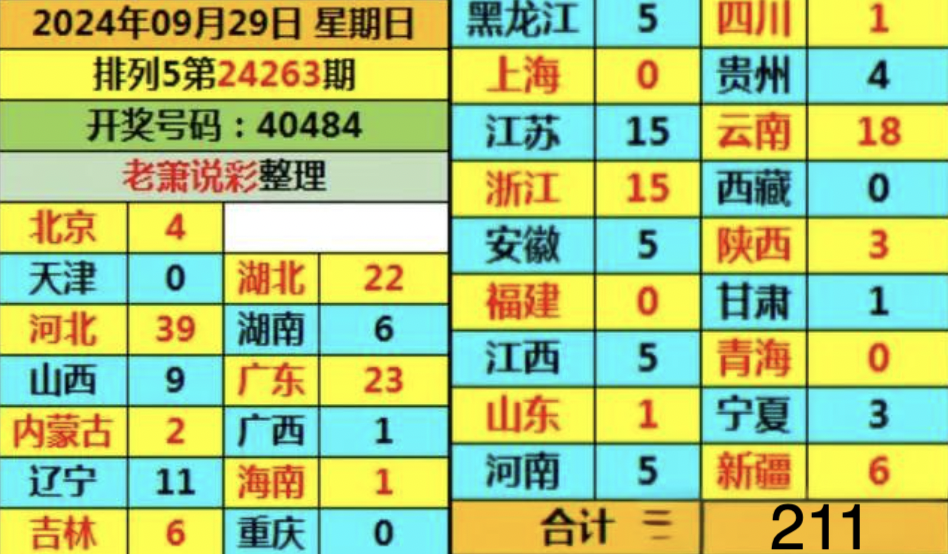 2024年09月29日 星期日
排列5第24263期
开奖号码：40484
老萧说彩整理
北京 4
天津 0 湖北 22
河北 39 湖南 6
山西 9 广东 23
内蒙古 2 广西 1
辽宁 11 海南 1
吉林 6 重庆 0
黑龙江 5 四川 1
上海 0 贵州 4
江苏 15 云南 18
浙江 15 西藏 0
安徽 5 陕西 3
福建 0 甘肃 1
江西 5 青海 0
山东 1 宁夏 3
河南 5 新疆 6
合计 211